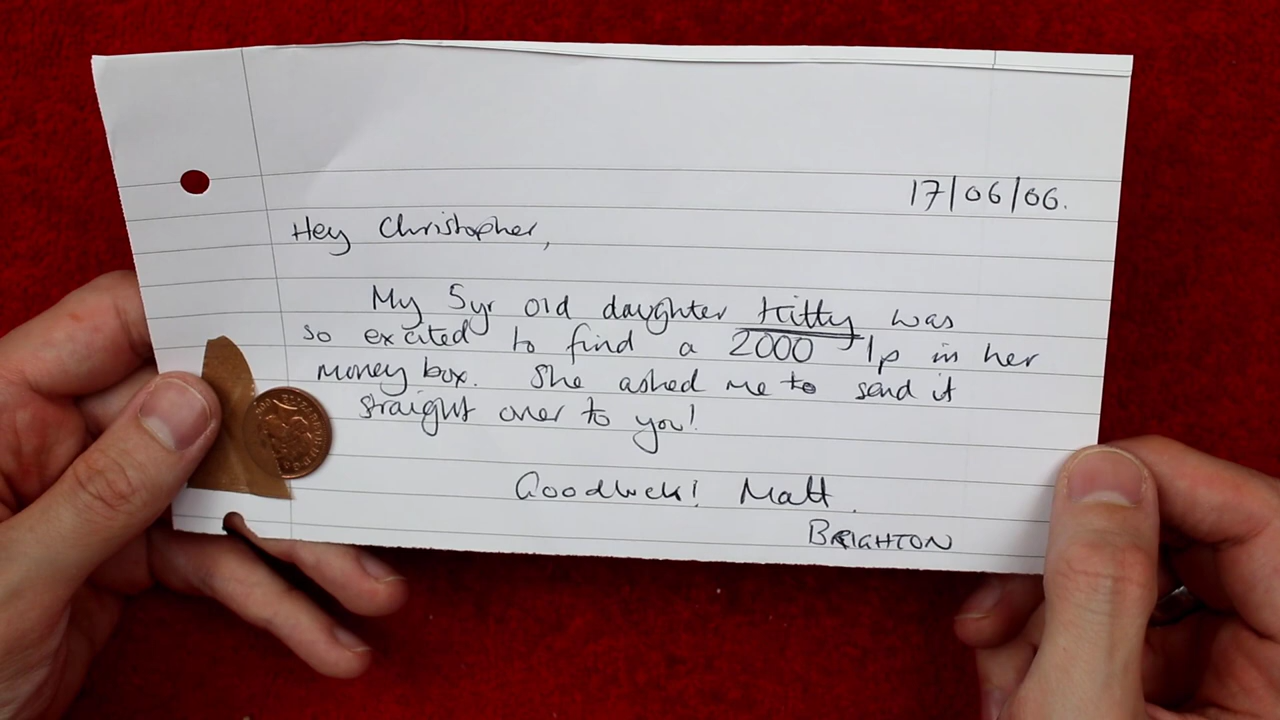 17/06/06.
Hey Christopher,
My 5yr old daughter Kitty was
so excited to find a 2000 1p in her
money box. She asked me to send it
straight over to you!
Goodluck! Matt.
BRIGHTON